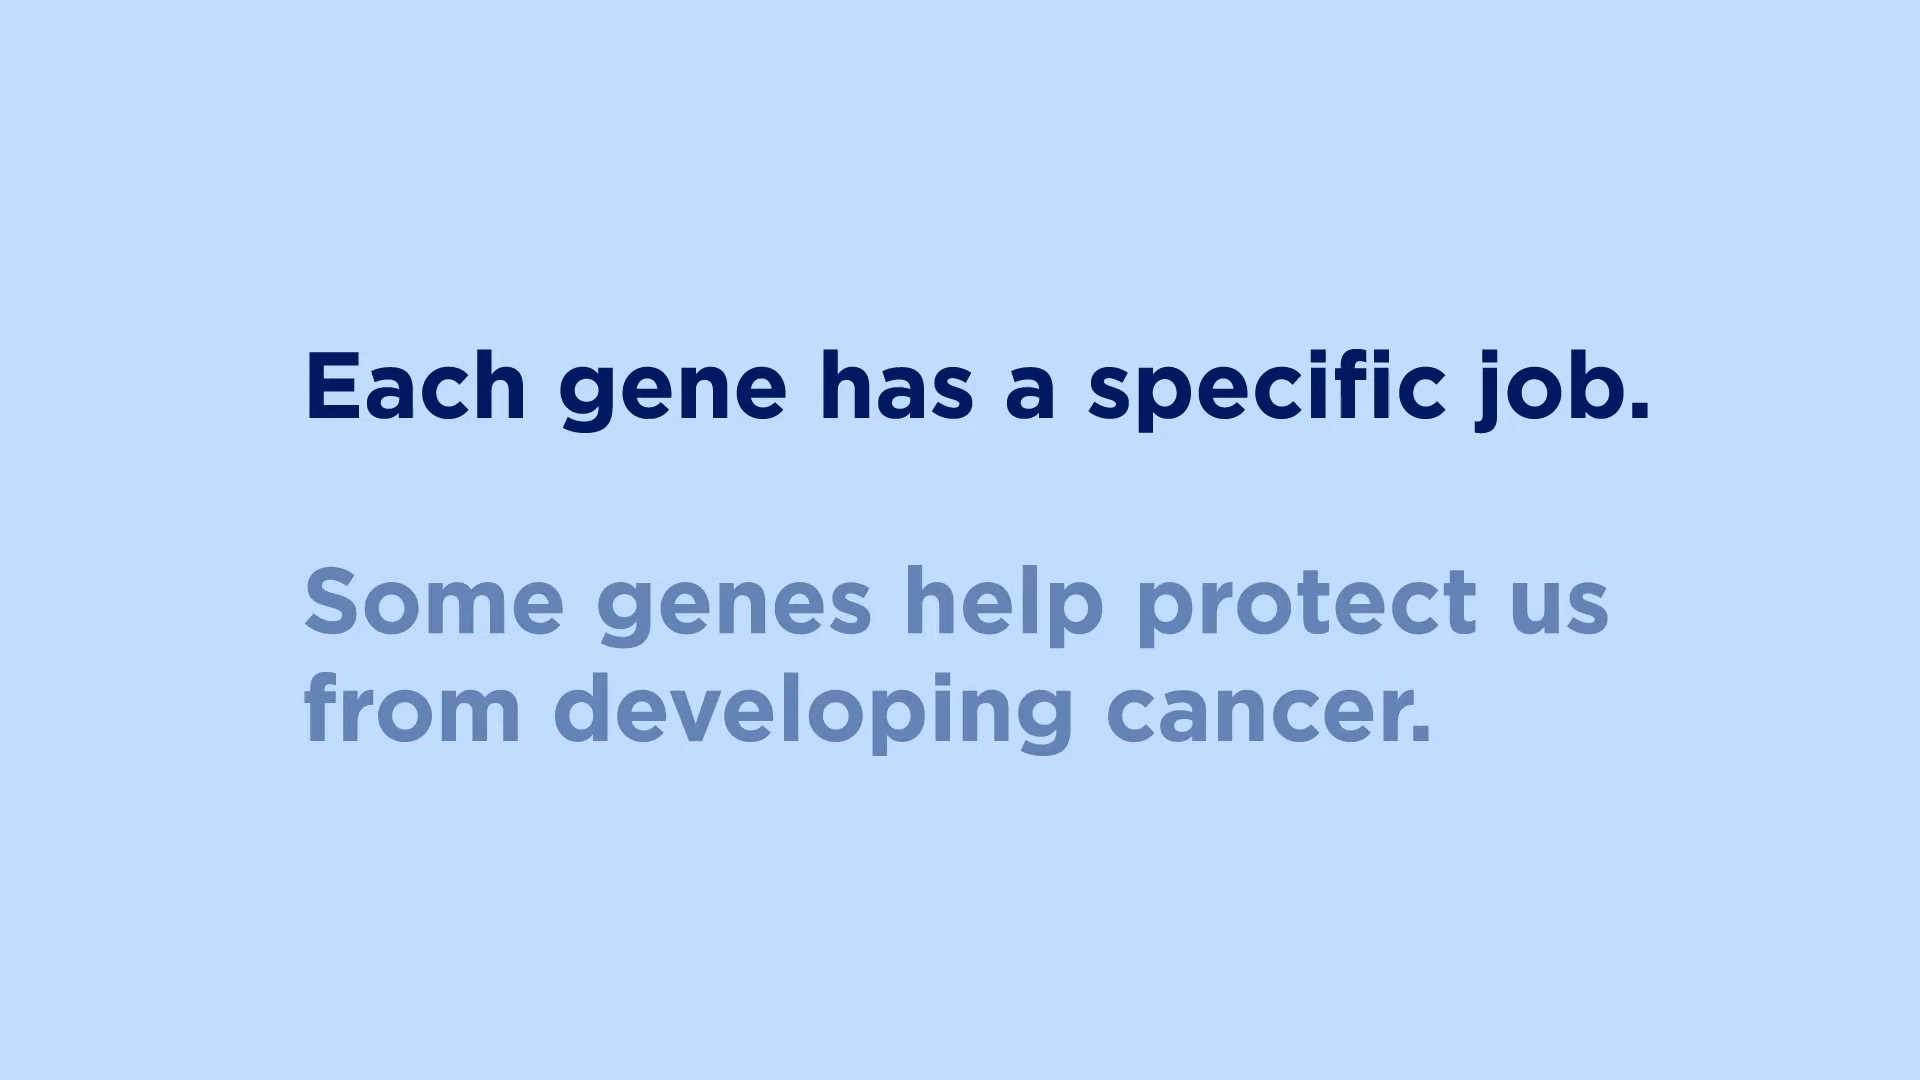 Each gene has a specific job.
Some genes help protect us
from developing cancer.